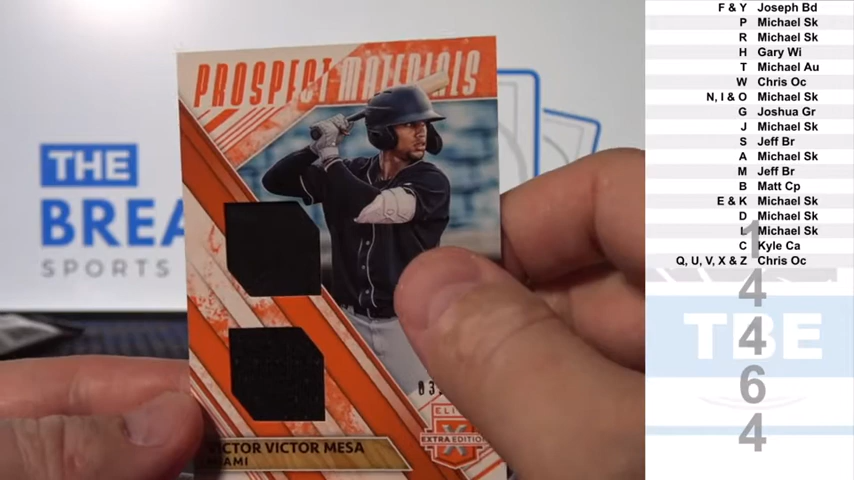 PROSPECT MATERIALS
THE
BREA
SPORTS
ELITE
EXTRA EDITION
VICTOR VICTOR MESA
MIAMI
F & Y Joseph Bd
P Michael Sk
R Michael Sk
H Gary Wi
T Michael Au
W Chris Oc
N, I & O Michael Sk
G Joshua Gr
J Michael Sk
S Jeff Br
A Michael Sk
M Jeff Br
B Matt Cp
E & K Michael Sk
D Michael Sk
L Michael Sk
C Kyle Ca
Q, U, V, X & Z Chris Oc
TBE
1
4
4
6
4